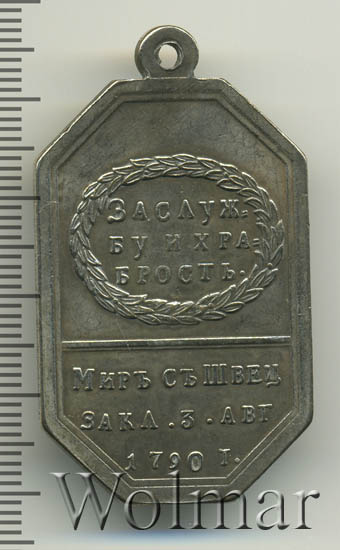 ЗАСЛУЖ=
БУ И ХРА=
БРОСТЬ.
МИРЪ СЪ ШВЕЦ
ЗАКЛ . 3 . АВГ
1790 Г.
Wolmar